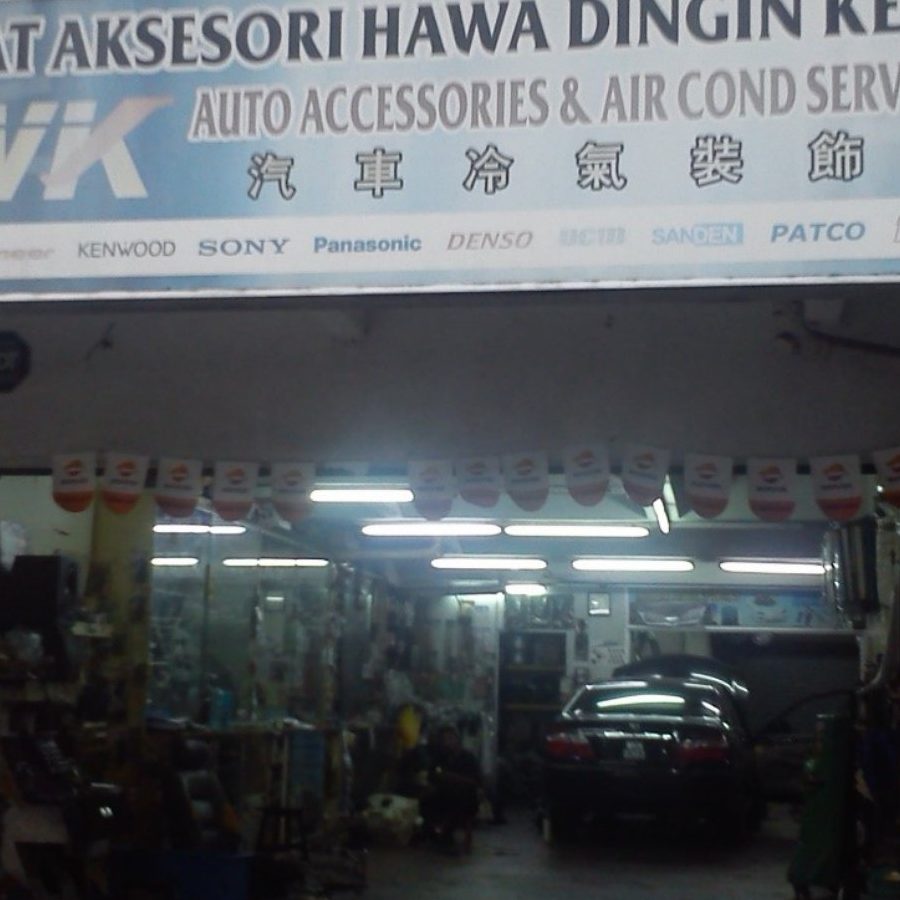 AT AKSESORI HAWA DINGIN KE
AUTO ACCESSORIES & AIR COND SERV
VVK
汽 車 冷 氣 裝 飾
KENWOOD SONY Panasonic DENSO SANDEN PATCO